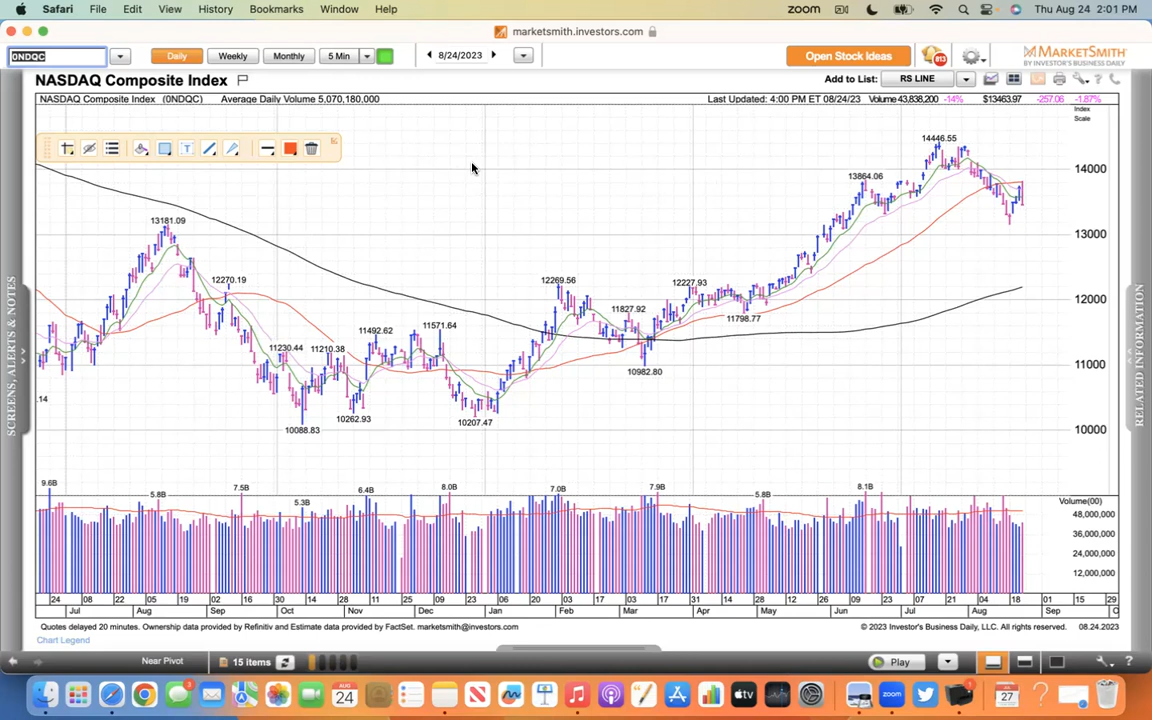 Safari File Edit View History Bookmarks Window Help zoom Thu Aug 24 2:01 PM
marketsmith.investors.com
0NDQC Daily Weekly Monthly 5 Min 8/24/2023 Open Stock Ideas 813 MARKETSMITH
BY INVESTOR'S BUSINESS DAILY
NASDAQ Composite Index Add to List: RS LINE
NASDAQ Composite Index (0NDQC) Average Daily Volume 5,070,180,000 Last Updated: 4:00 PM ET 08/24/23 Volume 43,838,200 -14% $13463.97 -257.06 -1.87%
Index
Scale
T
14446.55
14000
13864.06
13181.09
13000
12270.19 12269.56 12227.93
12000
11827.92
11798.77
11492.62 11571.64
11230.44 11210.38
11000
10982.80
.14
10262.93 10207.47
10088.83
10000
SCREENS, ALERTS & NOTES
RELATED INFORMATION
9.6B 5.8B 7.5B 5.3B 6.4B 8.0B 7.0B 7.9B 5.8B 8.1B
Volume(00)
48,000,000
36,000,000
24,000,000
12,000,000
24 08 22 05 19 02 16 30 14 28 11 25 09 23 06 20 03 17 03 17 31 14 28 12 26 09 23 07 21 04 18 01 15 29
Jul Aug Sep Oct Nov Dec Jan Feb Mar Apr May Jun Jul Aug Sep O
Quotes delayed 20 minutes. Ownership data provided by Refinitiv and Estimate data provided by FactSet. marketsmith@investors.com © 2023 Investor's Business Daily, LLC. All rights reserved. 08.24.2023
Chart Legend
Near Pivot 15 items Play ?
AUG
24
3
tv
zoom
JUL
27